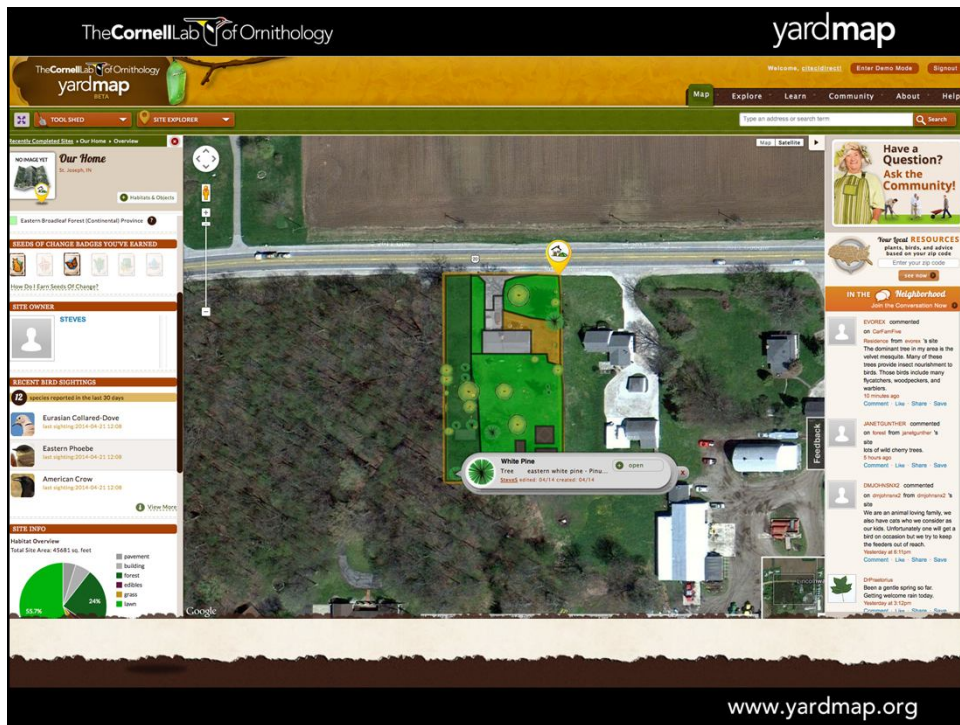 TheCornellLab of Ornithology
yardmap
TheCornellLab of Ornithology
yardmap
BETA
Welcome, citscidirect!
Enter Demo Mode
Signout
Map
Explore
Learn
Community
About
Help
TOOL SHED
SITE EXPLORER
Type an address or search term
Search
Recently Completed Sites › Our Home › Overview
NO IMAGE YET
Our Home
St. Joseph, IN
Habitats & Objects
Eastern Broadleaf Forest (Continental) Province ?
SEEDS OF CHANGE BADGES YOU'VE EARNED
How Do I Earn Seeds Of Change?
SITE OWNER
STEVES
RECENT BIRD SIGHTINGS
12 species reported in the last 30 days
Eurasian Collared-Dove
last sighting 2014-04-21 12:08
Eastern Phoebe
last sighting 2014-04-21 12:08
American Crow
last sighting 2014-04-21 12:08
View More
SITE INFO
Habitat Overview
Total Site Area: 45681 sq. feet
pavement
building
forest
edibles
grass
lawn
24%
55.7%
Map
Satellite
20
White Pine
Tree eastern white pine - Pinu...
SteveS edited: 04/14 created: 04/14
open
x
Feedback
Google
Have a
Question?
Ask the
Community!
Your Local RESOURCES
plants, birds, and advice
based on your zip code
Enter your zip code
see now
IN THE Neighborhood
Join the Conversation Now
EVOREX commented
on CarFamFive
Residence from evorex 's site
The dominant tree in my area is the
velvet mesquite. Many of these
trees provide insect nourishment to
birds. Those birds include many
flycatchers, woodpeckers, and
warblers.
10 minutes ago
Comment · Like · Share · Save
JANETGUNTHER commented
on forest from janetgunther 's
site
lots of wild cherry trees.
5 hours ago
Comment · Like · Share · Save
DMJOHNSNX2 commented
on dmjohnsnx2 from dmjohnsnx2 's
site
We are an animal loving family, we
also have cats who we consider as
our kids. Unfortunately one will get a
bird on occasion but we try to keep
the feeders out of reach.
Yesterday at 6:11pm
Comment · Like · Share · Save
DiPraetorius
Been a gentle spring so far.
Getting welcome rain today.
Yesterday at 3:12pm
Comment · Like · Share · Save
www.yardmap.org